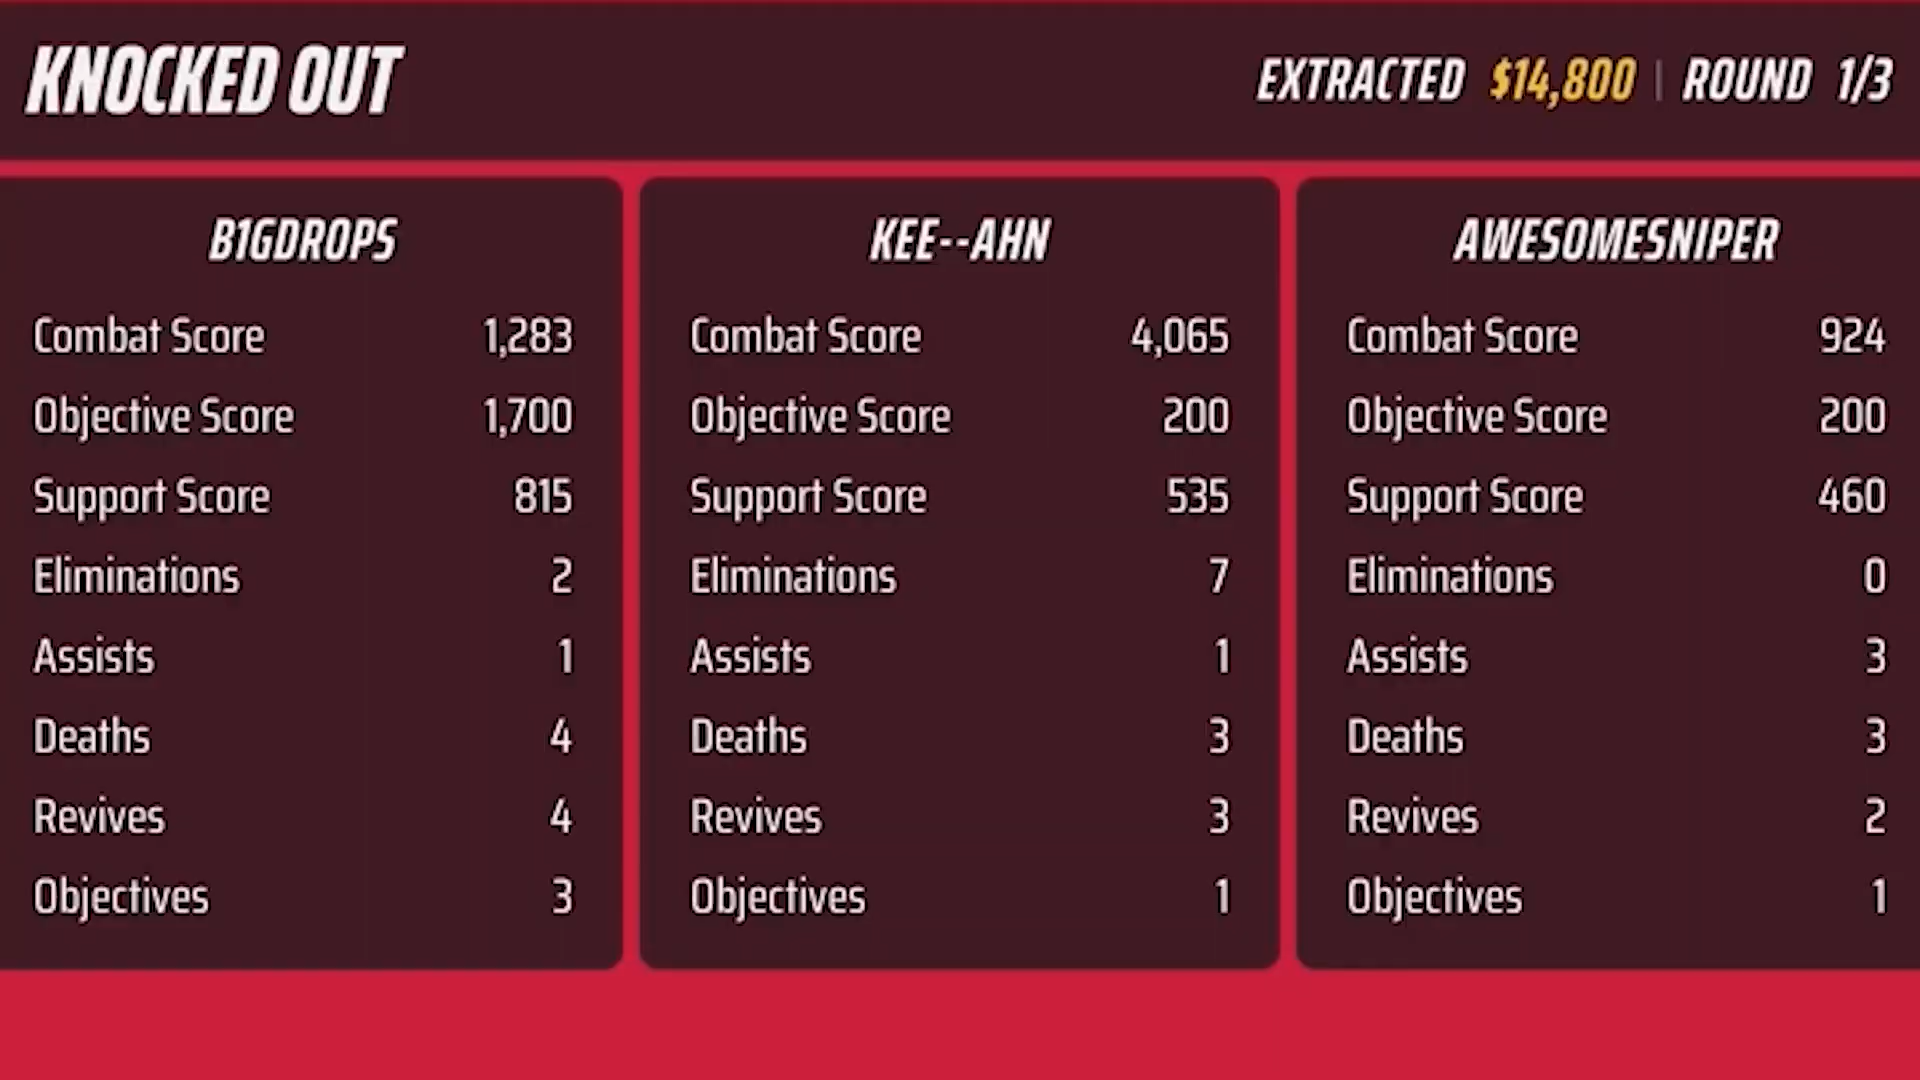 KNOCKED OUT
EXTRACTED $14,800 | ROUND 1/3
B1GDROPS
Combat Score 1,283
Objective Score 1,700
Support Score 815
Eliminations 2
Assists 1
Deaths 4
Revives 4
Objectives 3
KEE--AHN
Combat Score 4,065
Objective Score 200
Support Score 535
Eliminations 7
Assists 1
Deaths 3
Revives 3
Objectives 1
AWESOMESNIPER
Combat Score 924
Objective Score 200
Support Score 460
Eliminations 0
Assists 3
Deaths 3
Revives 2
Objectives 1